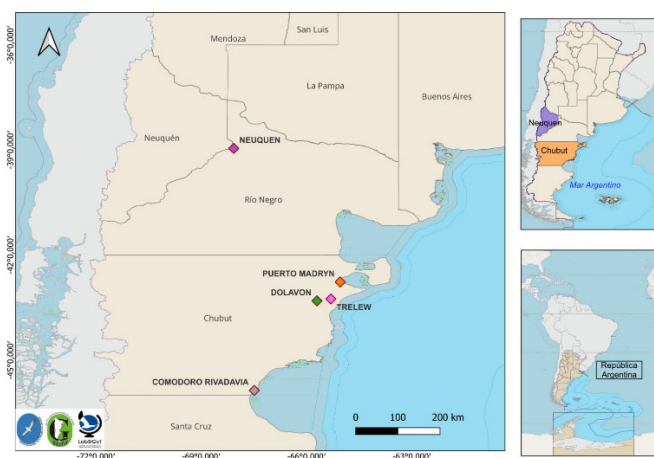 -36°0,000'
-39°0,000'
-42°0,000'
-45°0,000'
Mendoza
San Luis
La Pampa
Buenos Aires
Neuquén
NEUQUEN
Río Negro
PUERTO MADRYN
DOLAVON
TRELEW
Chubut
COMODORO RIVADAVIA
Santa Cruz
0 100 200 km
LabSIGyT
-72°0,000' -69°0,000' -66°0,000' -63°0,000'
Neuquen
Chubut
Mar Argentino
República
Argentina